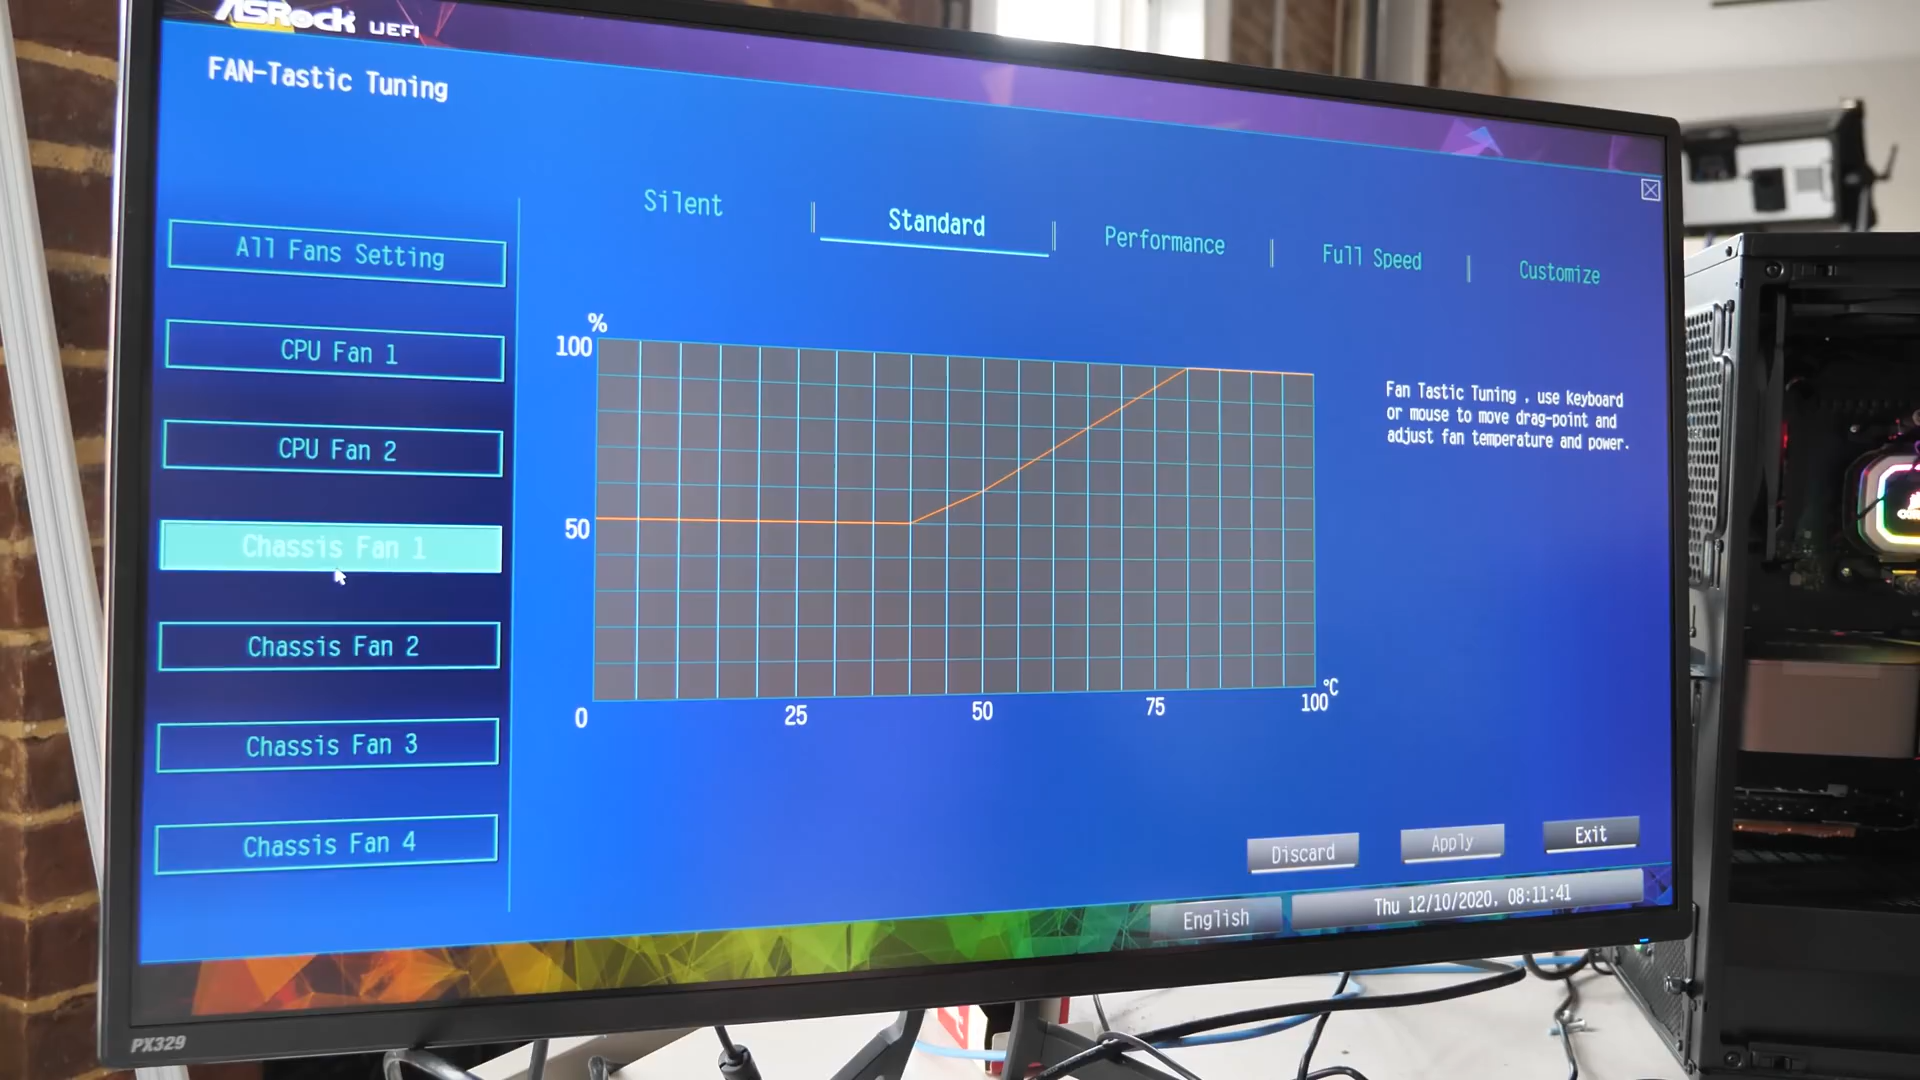 ASRock UEFI
FAN-Tastic Tuning
Silent
Standard
Performance
Full Speed
Customize
All Fans Setting
CPU Fan 1
CPU Fan 2
Chassis Fan 1
Chassis Fan 2
Chassis Fan 3
Chassis Fan 4
%
100
50
0
25
50
75
100
°C
Fan Tastic Tuning , use keyboard
or mouse to move drag-point and
adjust fan temperature and power.
Discard
Apply
Exit
English
Thu 12/10/2020, 08:11:41
PX329